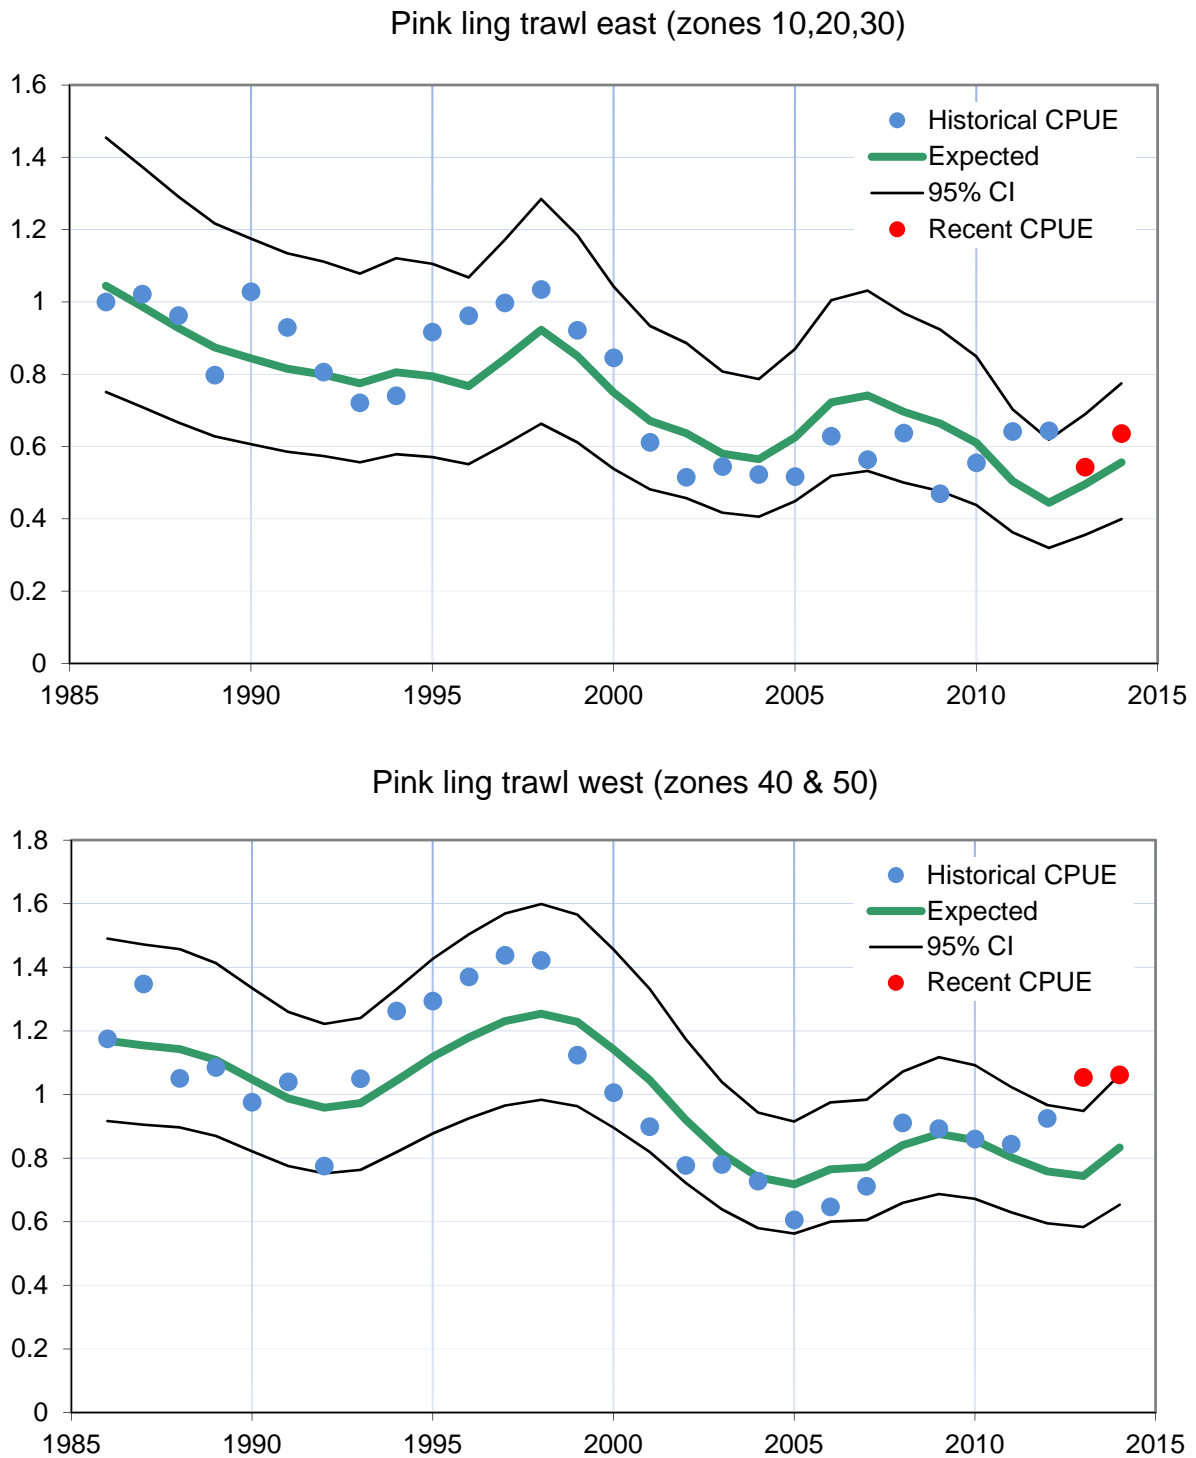 Pink ling trawl east (zones 10,20,30)
1.6
1.4
1.2
1
0.8
0.6
0.4
0.2
0
Historical CPUE
Expected
95% CI
Recent CPUE
1985 1990 1995 2000 2005 2010 2015
Pink ling trawl west (zones 40 & 50)
1.8
1.6
1.4
1.2
1
0.8
0.6
0.4
0.2
0
Historical CPUE
Expected
95% CI
Recent CPUE
1985 1990 1995 2000 2005 2010 2015